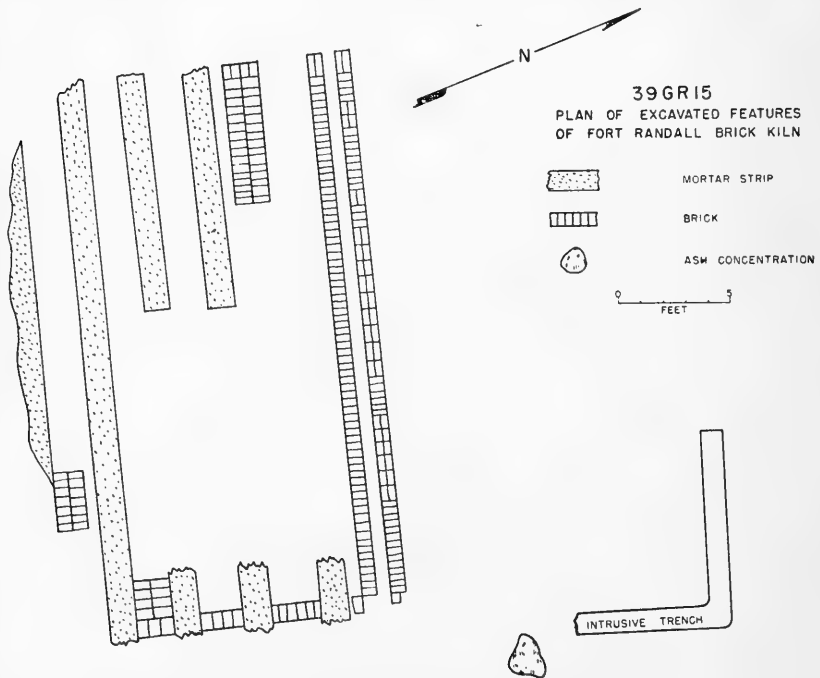 N
39GR15
PLAN OF EXCAVATED FEATURES
OF FORT RANDALL BRICK KILN
MORTAR STRIP
BRICK
ASH CONCENTRATION
0 5
FEET
INTRUSIVE TRENCH